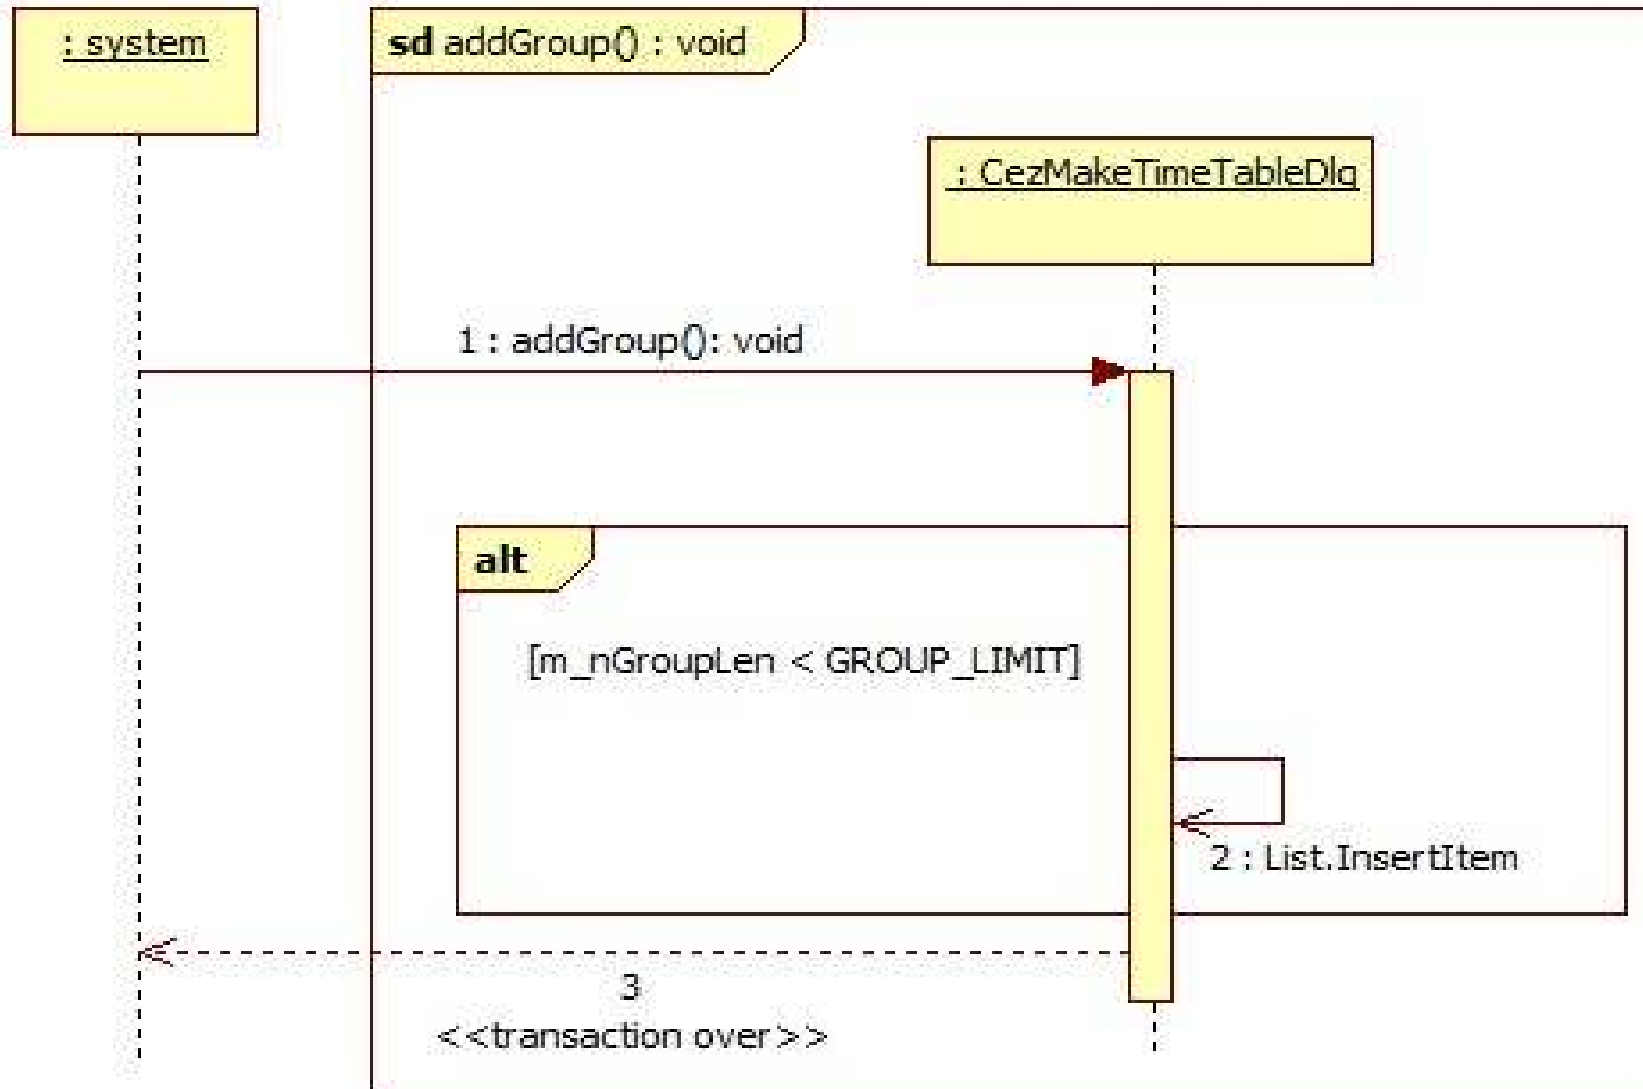 : system
sd addGroup() : void
: CezMakeTimeTableDlg
1 : addGroup(): void
alt
[m_nGroupLen < GROUP_LIMIT]
2 : List.InsertItem
3
<<transaction over>>